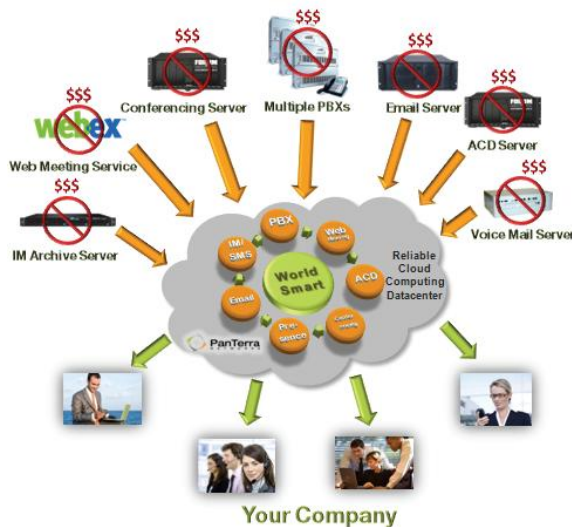 $$$
$$$
$$$
$$$
$$$
$$$
$$$
Conferencing Server
Multiple PBXs
Email Server
ACD Server
webex
Web Meeting Service
Voice Mail Server
IM Archive Server
PBX
IM/
SMS
Web
World
Smart
ACD
Reliable
Cloud
Computing
Datacenter
Email
Pre-
sence
PanTerra
NETWORKS
Your Company